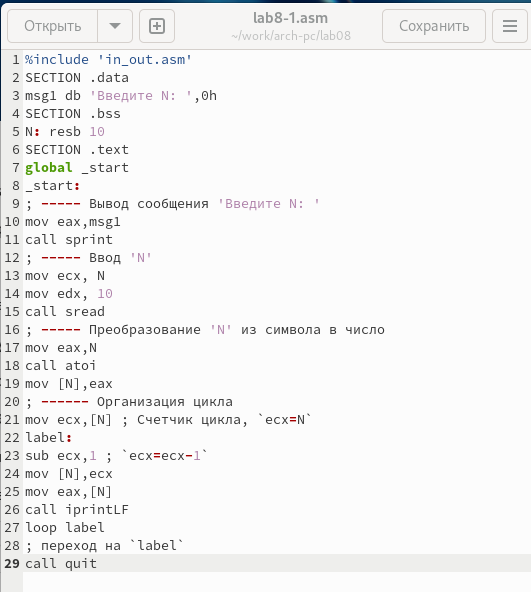 Открыть
lab8-1.asm
~/work/arch-pc/lab08
Сохранить
1 %include 'in_out.asm'
2 SECTION .data
3 msg1 db 'Введите N: ',0h
4 SECTION .bss
5 N: resb 10
6 SECTION .text
7 global _start
8 _start:
9 ; ----- Вывод сообщения 'Введите N: '
10 mov eax,msg1
11 call sprint
12 ; ----- Ввод 'N'
13 mov ecx, N
14 mov edx, 10
15 call sread
16 ; ----- Преобразование 'N' из символа в число
17 mov eax,N
18 call atoi
19 mov [N],eax
20 ; ------ Организация цикла
21 mov ecx,[N] ; Счетчик цикла, `ecx=N`
22 label:
23 sub ecx,1 ; `ecx=ecx-1`
24 mov [N],ecx
25 mov eax,[N]
26 call iprintLF
27 loop label
28 ; переход на `label`
29 call quit